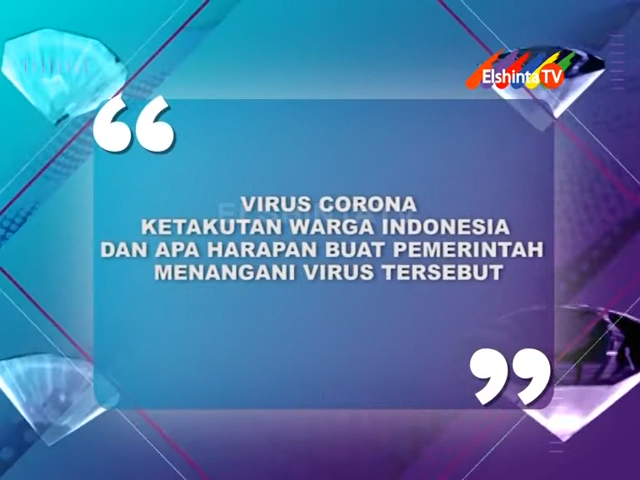 Elshinta TV
VIRUS CORONA
KETAKUTAN WARGA INDONESIA
DAN APA HARAPAN BUAT PEMERINTAH
MENANGANI VIRUS TERSEBUT